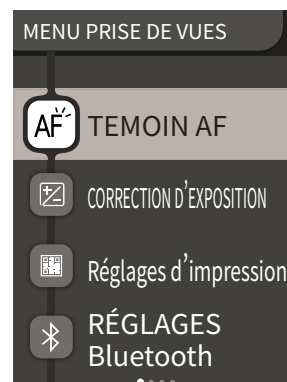 MENU PRISE DE VUES
AF
TEMOIN AF
CORRECTION D'EXPOSITION
Réglages d'impression
RÉGLAGES
Bluetooth